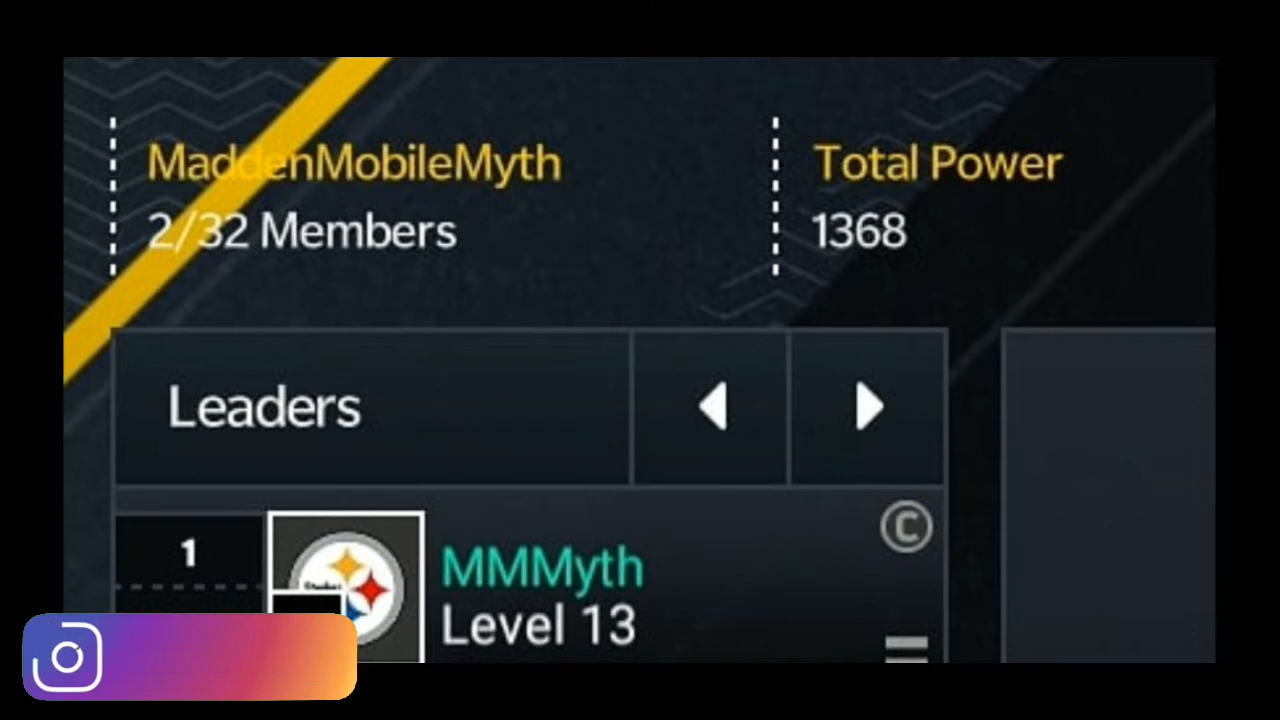 MaddenMobileMyth
2/32 Members
Total Power
1368
Leaders
1
C
MMMyth
Level 13